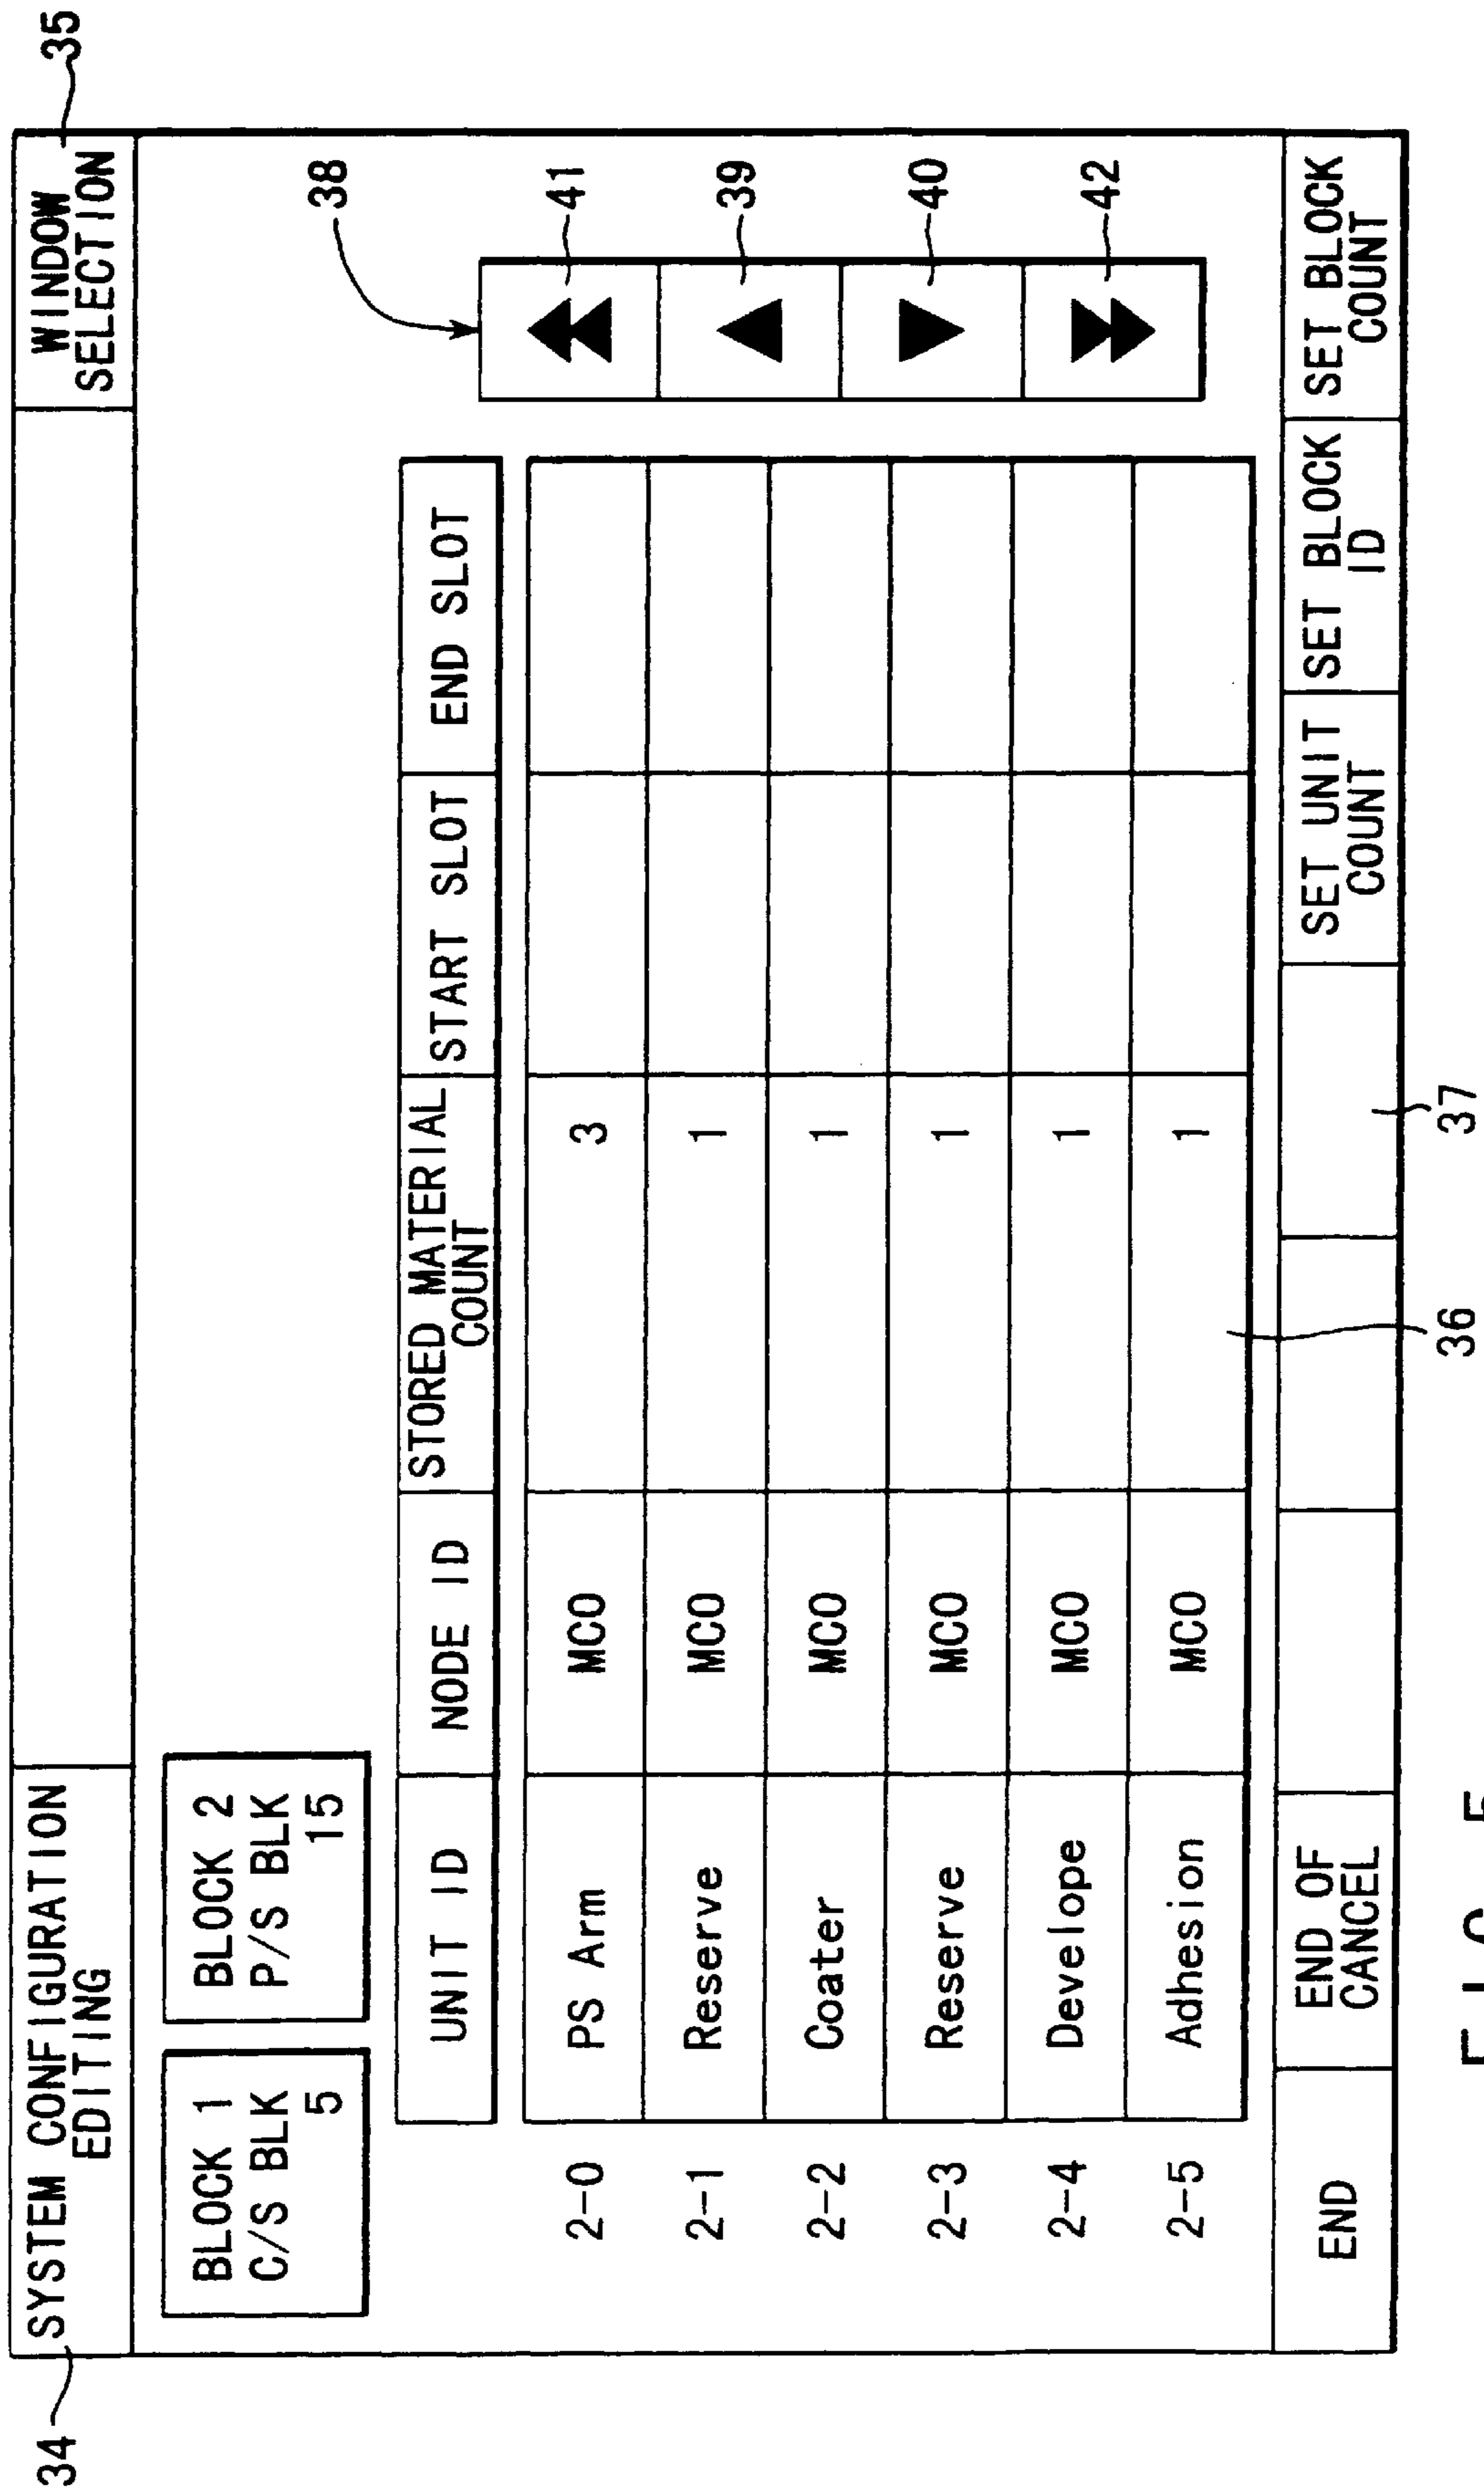 34
SYSTEM CONFIGURATION
EDITING
WINDOW
SELECTION
35
BLOCK 1
C/S BLK
5
BLOCK 2
P/S BLK
15
38
UNIT ID
NODE ID
STORED MATERIAL
COUNT
START SLOT
END SLOT
2-0 PS Arm MCO 3
2-1 Reserve MCO 1
2-2 Coater MCO 1
2-3 Reserve MCO 1
2-4 Develope MCO 1
2-5 Adhesion MCO 1
41
39
40
42
END
END OF
CANCEL
SET UNIT
COUNT
SET BLOCK
ID
SET BLOCK
COUNT
36
37